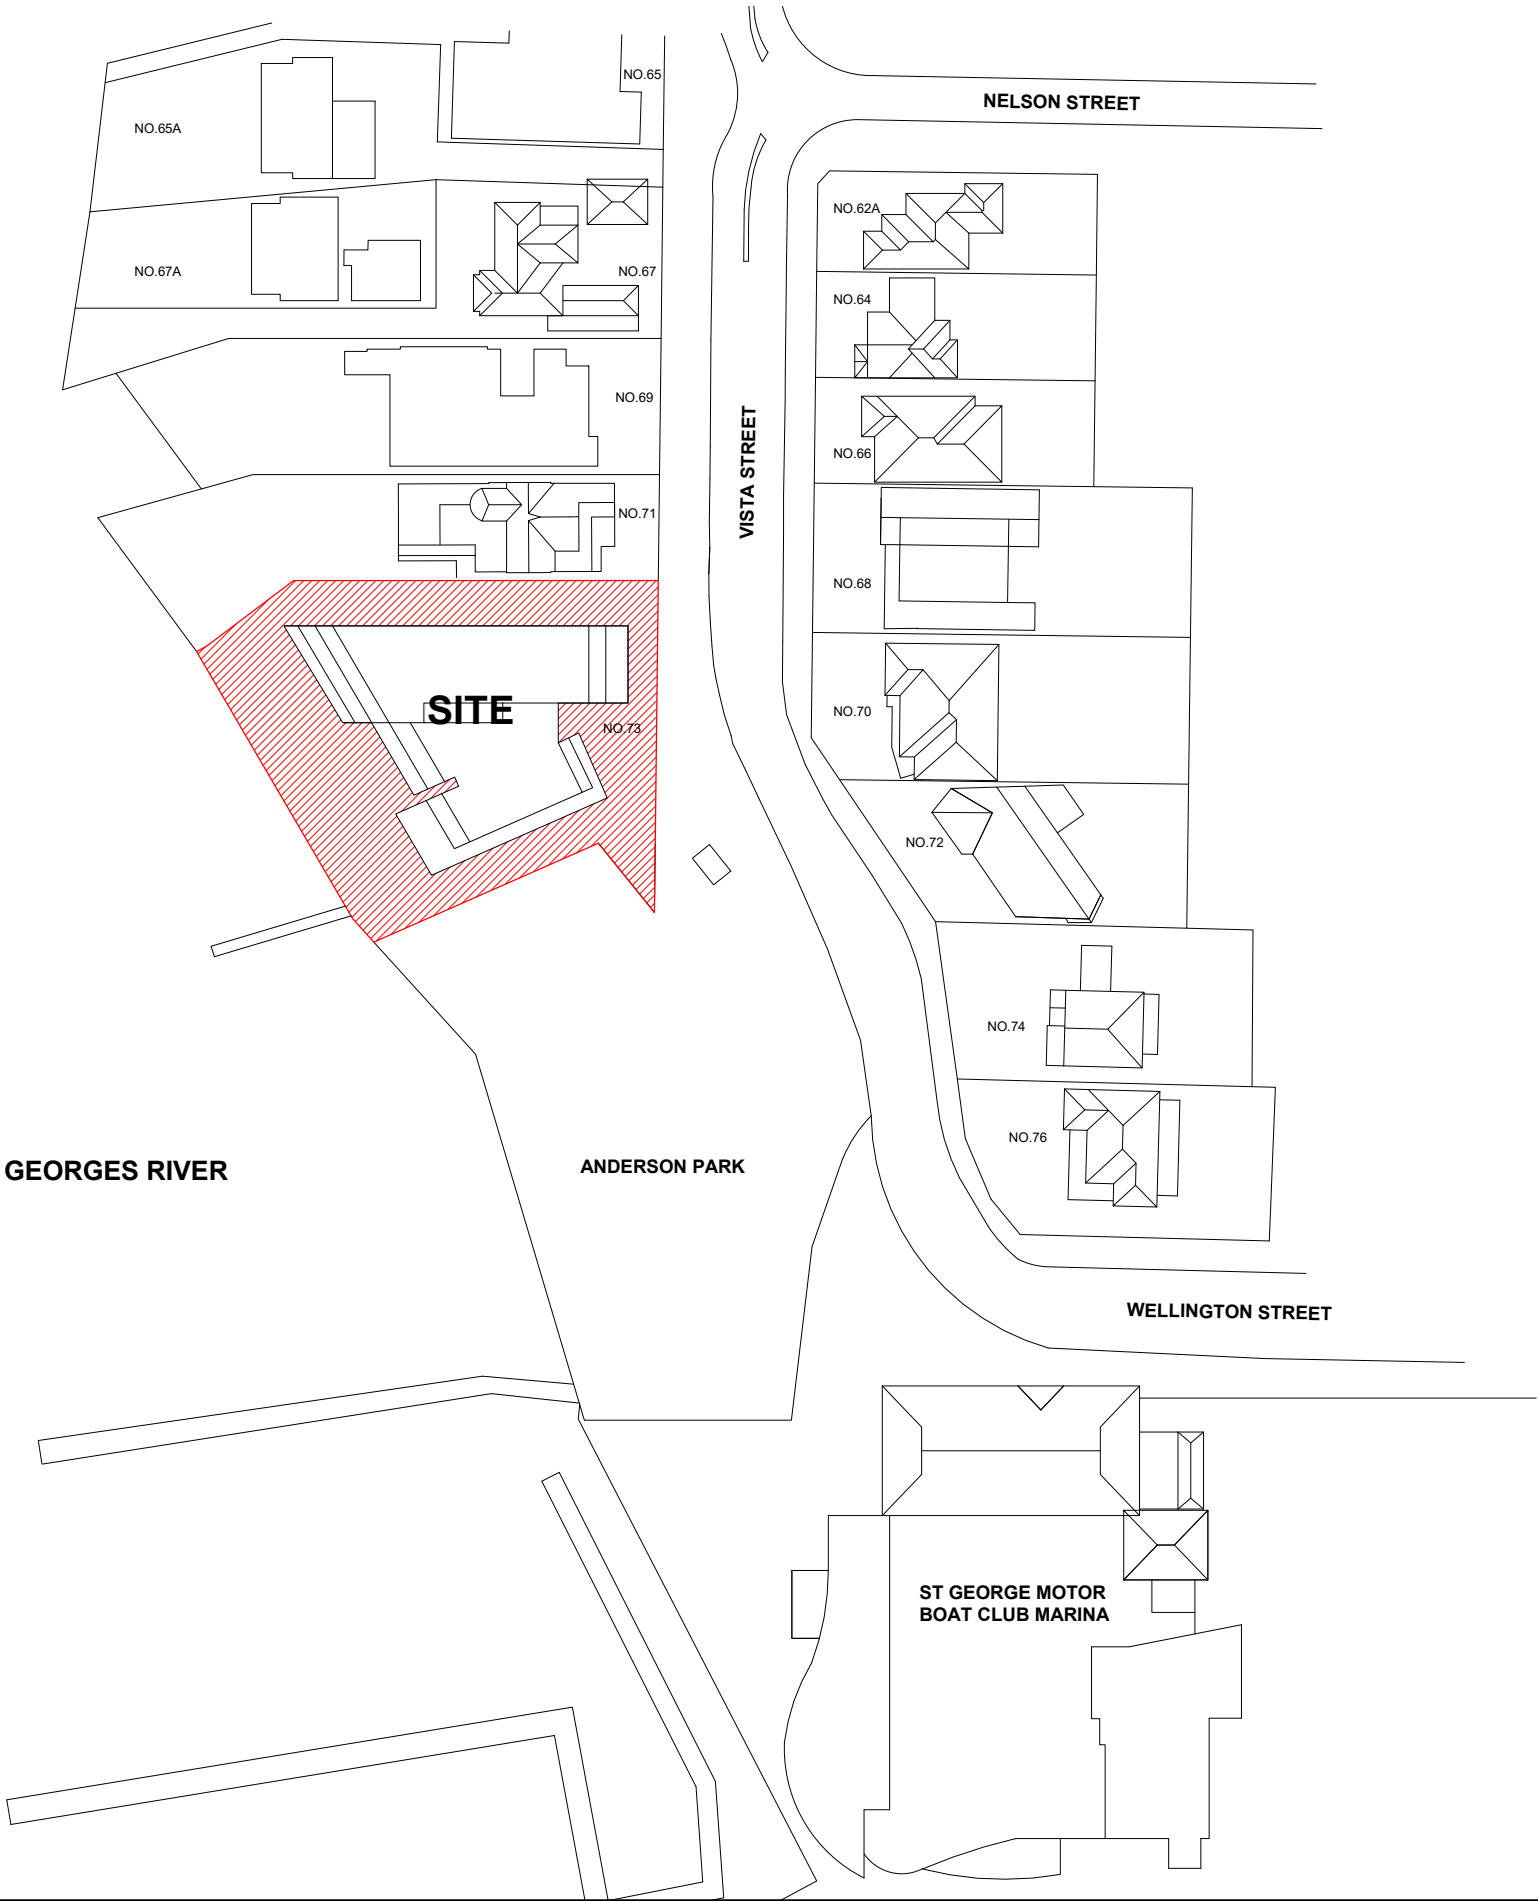 NO.65
NELSON STREET
NO.65A
NO.62A
NO.67A
NO.67
NO.64
NO.69
VISTA STREET
NO.66
NO.71
NO.68
SITE
NO.73
NO.70
NO.72
NO.74
NO.76
GEORGES RIVER
ANDERSON PARK
WELLINGTON STREET
ST GEORGE MOTOR
BOAT CLUB MARINA